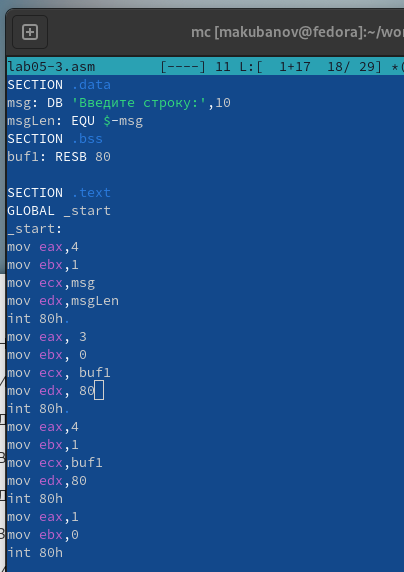 mc [makubanov@fedora]:~/wo
lab05-3.asm [----] 11 L:[ 1+17 18/ 29] *(
SECTION .data
msg: DB 'Введите строку:',10
msgLen: EQU $-msg
SECTION .bss
buf1: RESB 80
SECTION .text
GLOBAL _start
_start:
mov eax,4
mov ebx,1
mov ecx,msg
mov edx,msgLen
int 80h
mov eax, 3
mov ebx, 0
mov ecx, buf1
mov edx, 80
int 80h
mov eax,4
mov ebx,1
mov ecx,buf1
mov edx,80
int 80h
mov eax,1
mov ebx,0
int 80h